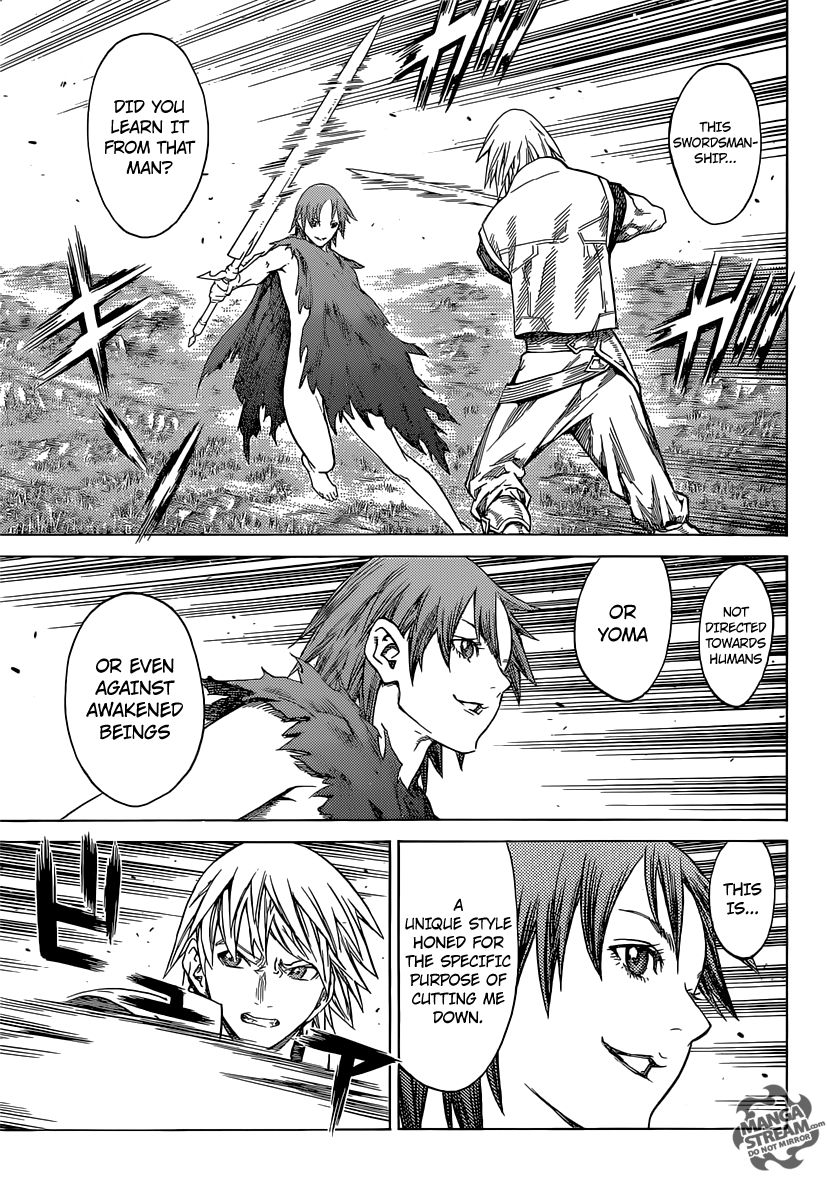 THIS
SWORDSMAN-
SHIP...
DID YOU
LEARN IT
FROM THAT
MAN?
NOT
DIRECTED
TOWARDS
HUMANS
OR
YOMA
OR EVEN
AGAINST
AWAKENED
BEINGS
THIS
IS...
A
UNIQUE STYLE
HONED FOR
THE SPECIFIC
PURPOSE OF
CUTTING ME
DOWN.
MANGA
STREAM.com
DO NOT MIRROR